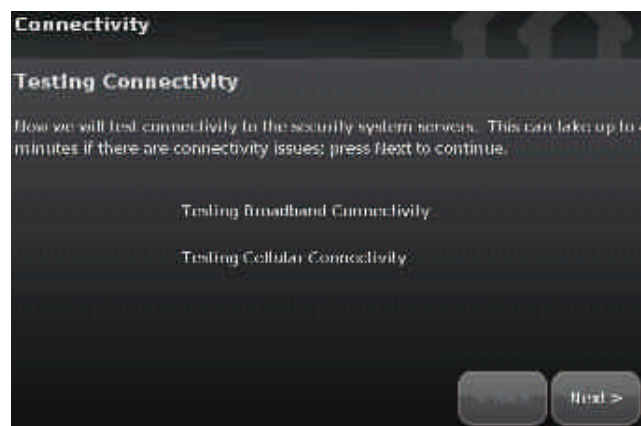 Connectivity
Testing Connectivity
Now we will test connectivity to the security system servers. This can take up to
minutes if there are connectivity issues; press Next to continue.
Testing Broadband Connectivity
Testing Cellular Connectivity
Next >